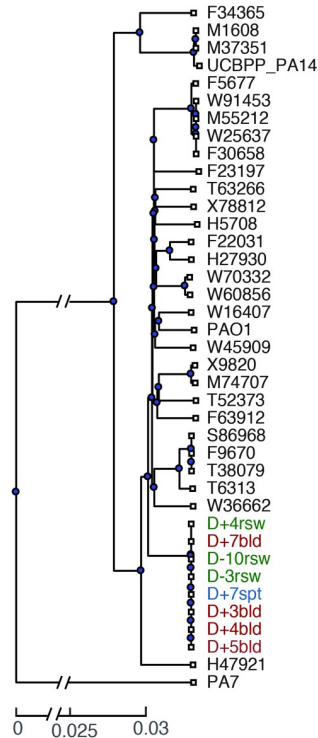 F34365
M1608
M37351
UCBPP_PA14
F5677
W91453
M55212
W25637
F30658
F23197
T63266
X78812
H5708
F22031
H27930
W70332
W60856
W16407
PAO1
W45909
X9820
M74707
T52373
F63912
S86968
F9670
T38079
T6313
W36662
D+4rsw
D+7bld
D-10rsw
D-3rsw
D+7spt
D+3bld
D+4bld
D+5bld
H47921
PA7
0 0.025 0.03